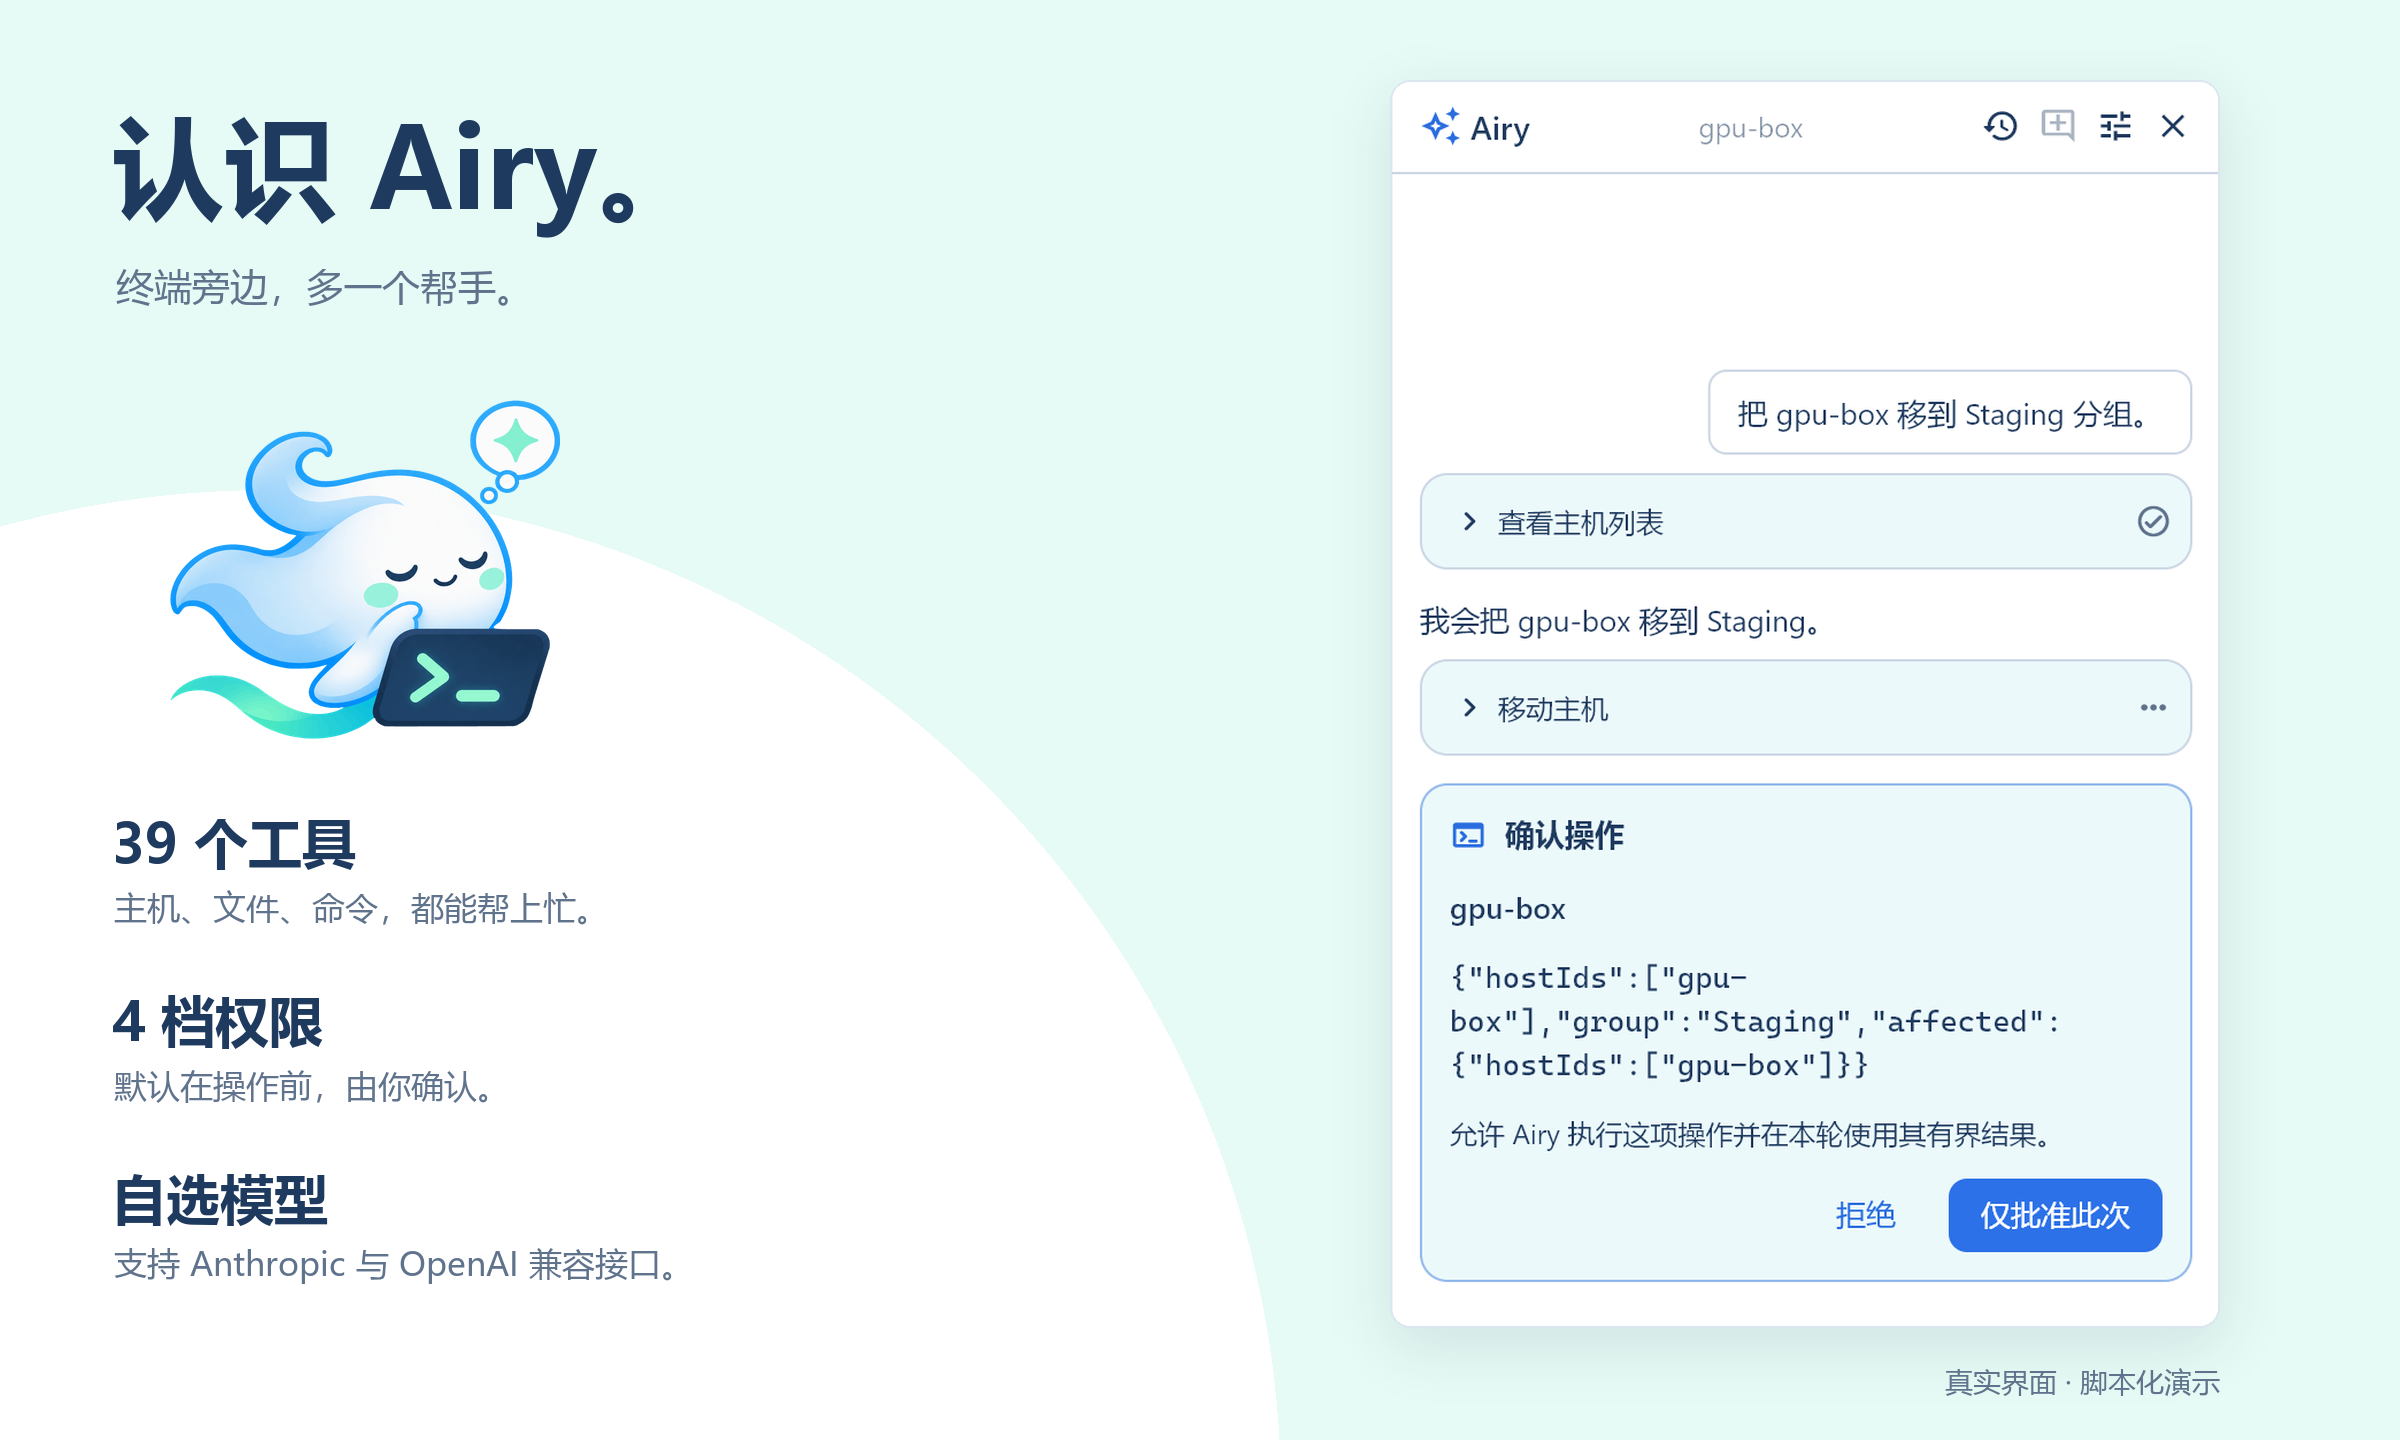 认识 Airy。
终端旁边，多一个帮手。
39 个工具
主机、文件、命令，都能帮上忙。
4 档权限
默认在操作前，由你确认。
自选模型
支持 Anthropic 与 OpenAI 兼容接口。
Airy
gpu-box
把 gpu-box 移到 Staging 分组。
查看主机列表
我会把 gpu-box 移到 Staging。
移动主机
确认操作
gpu-box
{"hostIds":["gpu-
box"],"group":"Staging","affected":
{"hostIds":["gpu-box"]}}
允许 Airy 执行这项操作并在本轮使用其有界结果。
拒绝
仅批准此次
真实界面 · 脚本化演示